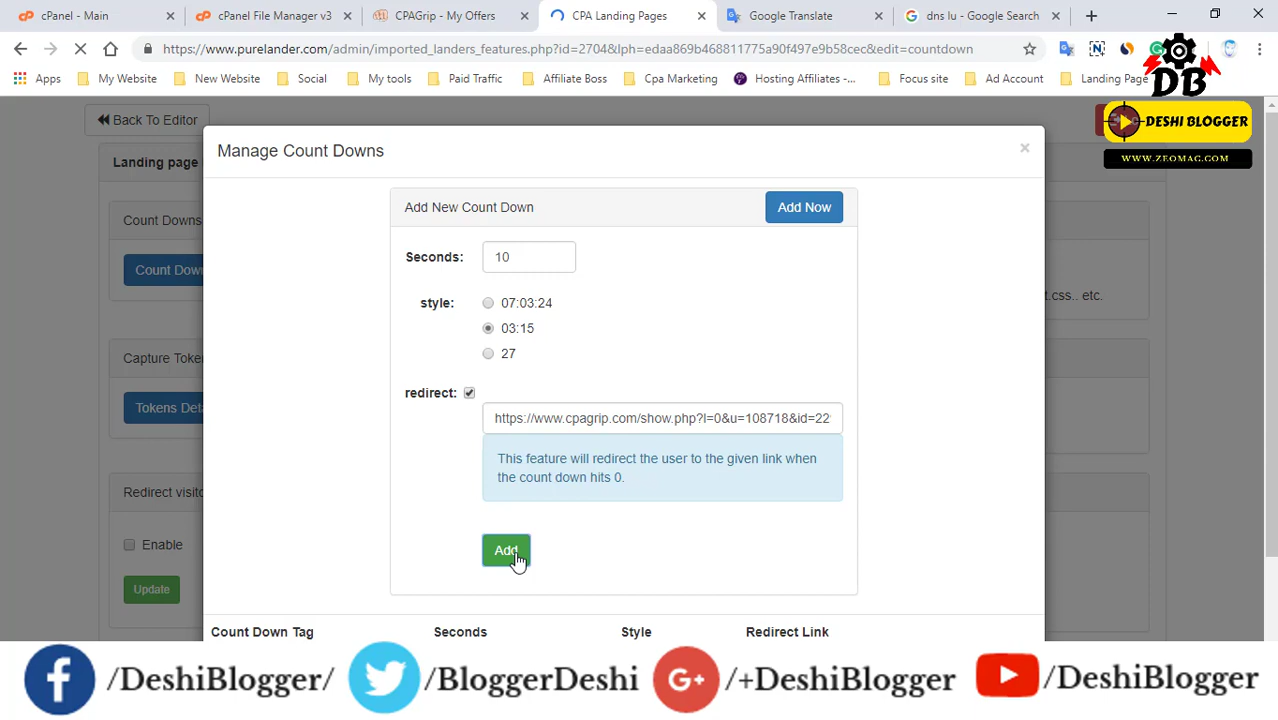 cPanel - Main
cPanel File Manager v3
CPAGrip - My Offers
CPA Landing Pages
Google Translate
dns lu - Google Search
https://www.purelander.com/admin/imported_landers_features.php?id=2704&lph=edaa869b468811775a90f497e9b58cec&edit=countdown
Apps
My Website
New Website
Social
My tools
Paid Traffic
Affiliate Boss
Cpa Marketing
Hosting Affiliates -...
Focus site
Ad Account
Landing Page
DB
DESHI BLOGGER
WWW.ZEOMAG.COM
Back To Editor
Landing page
Manage Count Downs
×
Count Downs
Add New Count Down
Add Now
Count Down
Seconds:
10
t.css.. etc.
style:
07:03:24
03:15
27
Capture Toke
Tokens Deta
redirect:
https://www.cpagrip.com/show.php?l=0&u=108718&id=22
This feature will redirect the user to the given link when
the count down hits 0.
Redirect visito
Enable
Add
Update
Count Down Tag
Seconds
Style
Redirect Link
/DeshiBlogger/
/BloggerDeshi
G+
/+DeshiBlogger
/DeshiBlogger